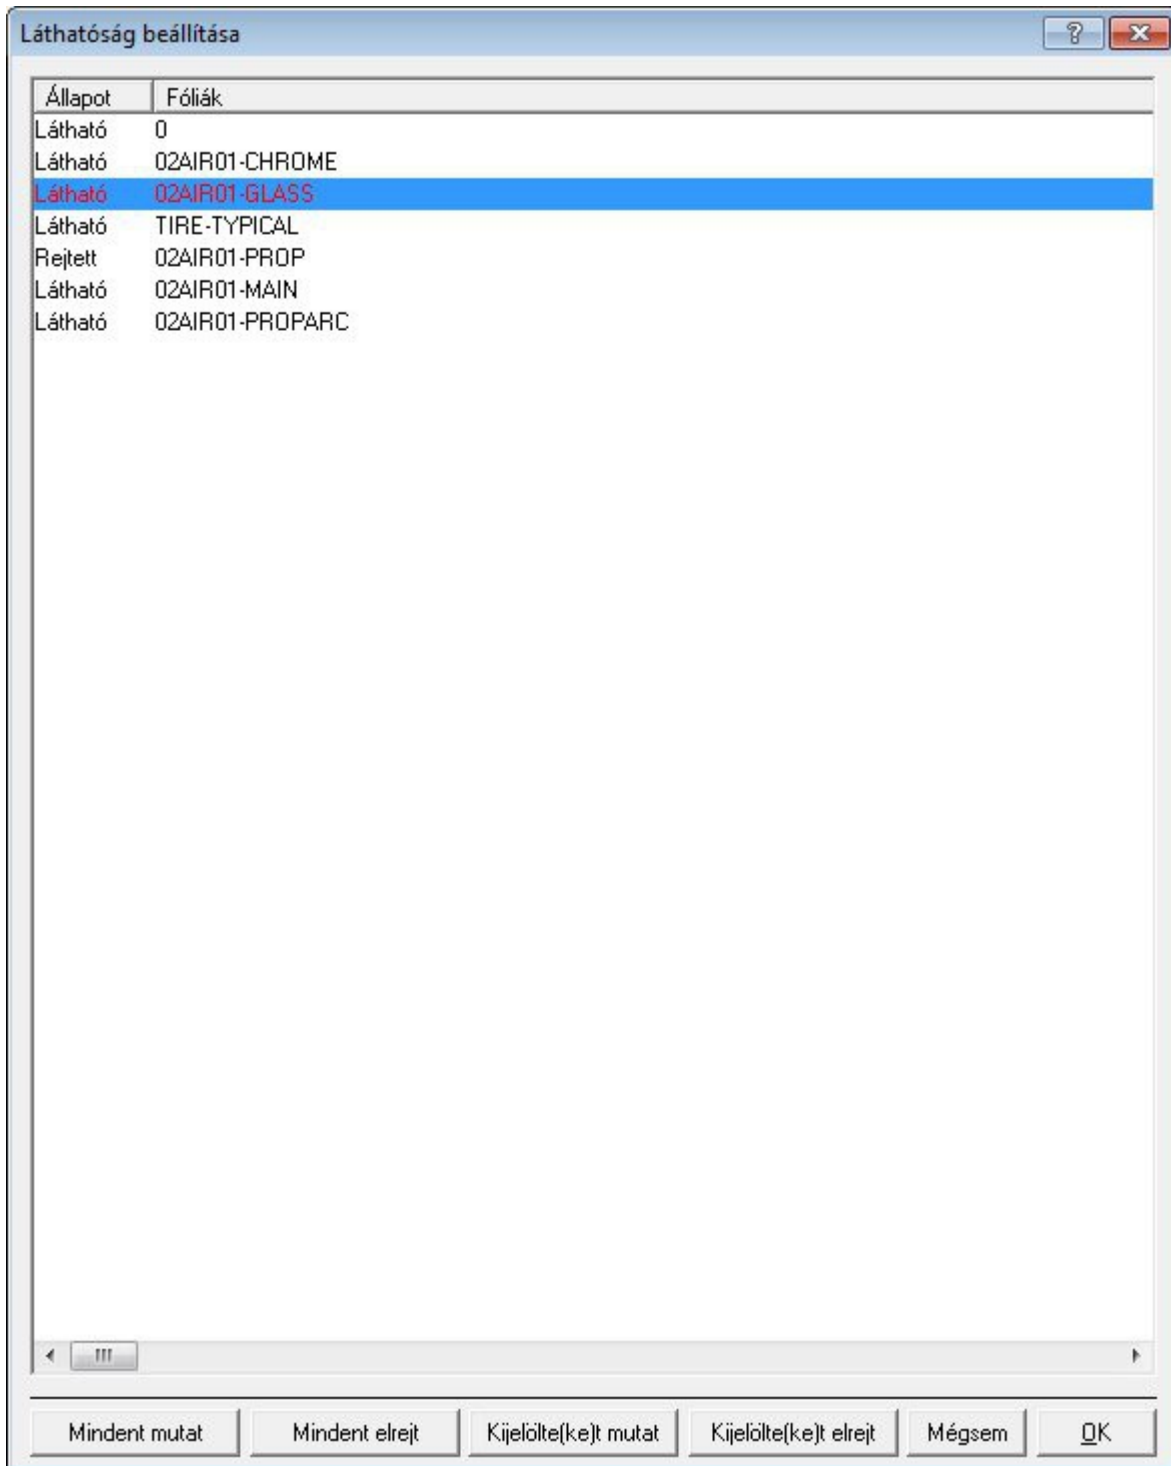 Láthatóság beállítása
Állapot Fóliák
Látható 0
Látható 02AIR01-CHROME
Látható 02AIR01-GLASS
Látható TIRE-TYPICAL
Rejtett 02AIR01-PROP
Látható 02AIR01-MAIN
Látható 02AIR01-PROPARC
Mindent mutat Mindent elrejt Kijelölte(ke)t mutat Kijelölte(ke)t elrejt Mégsem OK